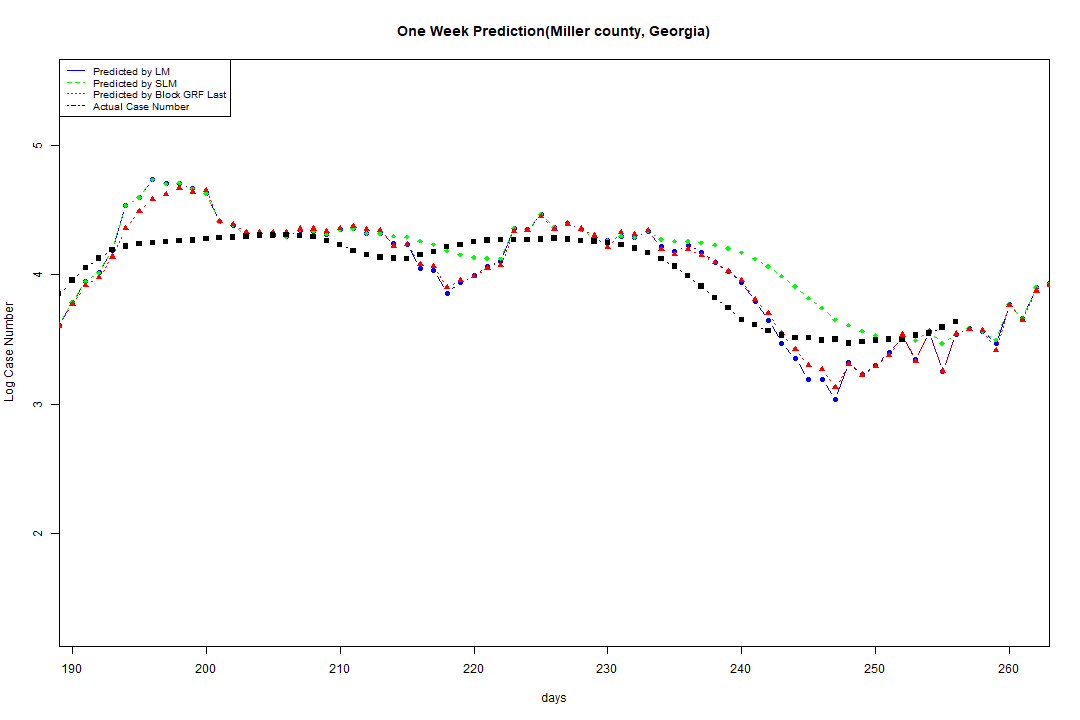 One Week Prediction(Miller county, Georgia)
Predicted by LM
Predicted by SLM
Predicted by Block GRF Last
Actual Case Number
5
4
3
2
Log Case Number
190 200 210 220 230 240 250 260
days